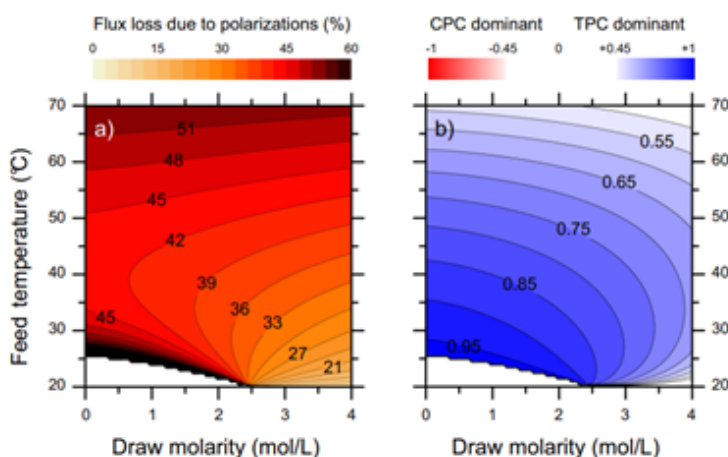 Flux loss due to polarizations (%)
0 15 30 45 60
CPC dominant TPC dominant
-1 -0.45 0 +0.45 +1
a)
51
48
45
42
39
36
33
45
27
21
70
60
50
40
30
20
Feed temperature (℃)
0 1 2 3 4
Draw molarity (mol/L)
b)
0.55
0.65
0.75
0.85
0.95
70
60
50
40
30
20
0 1 2 3 4
Draw molarity (mol/L)